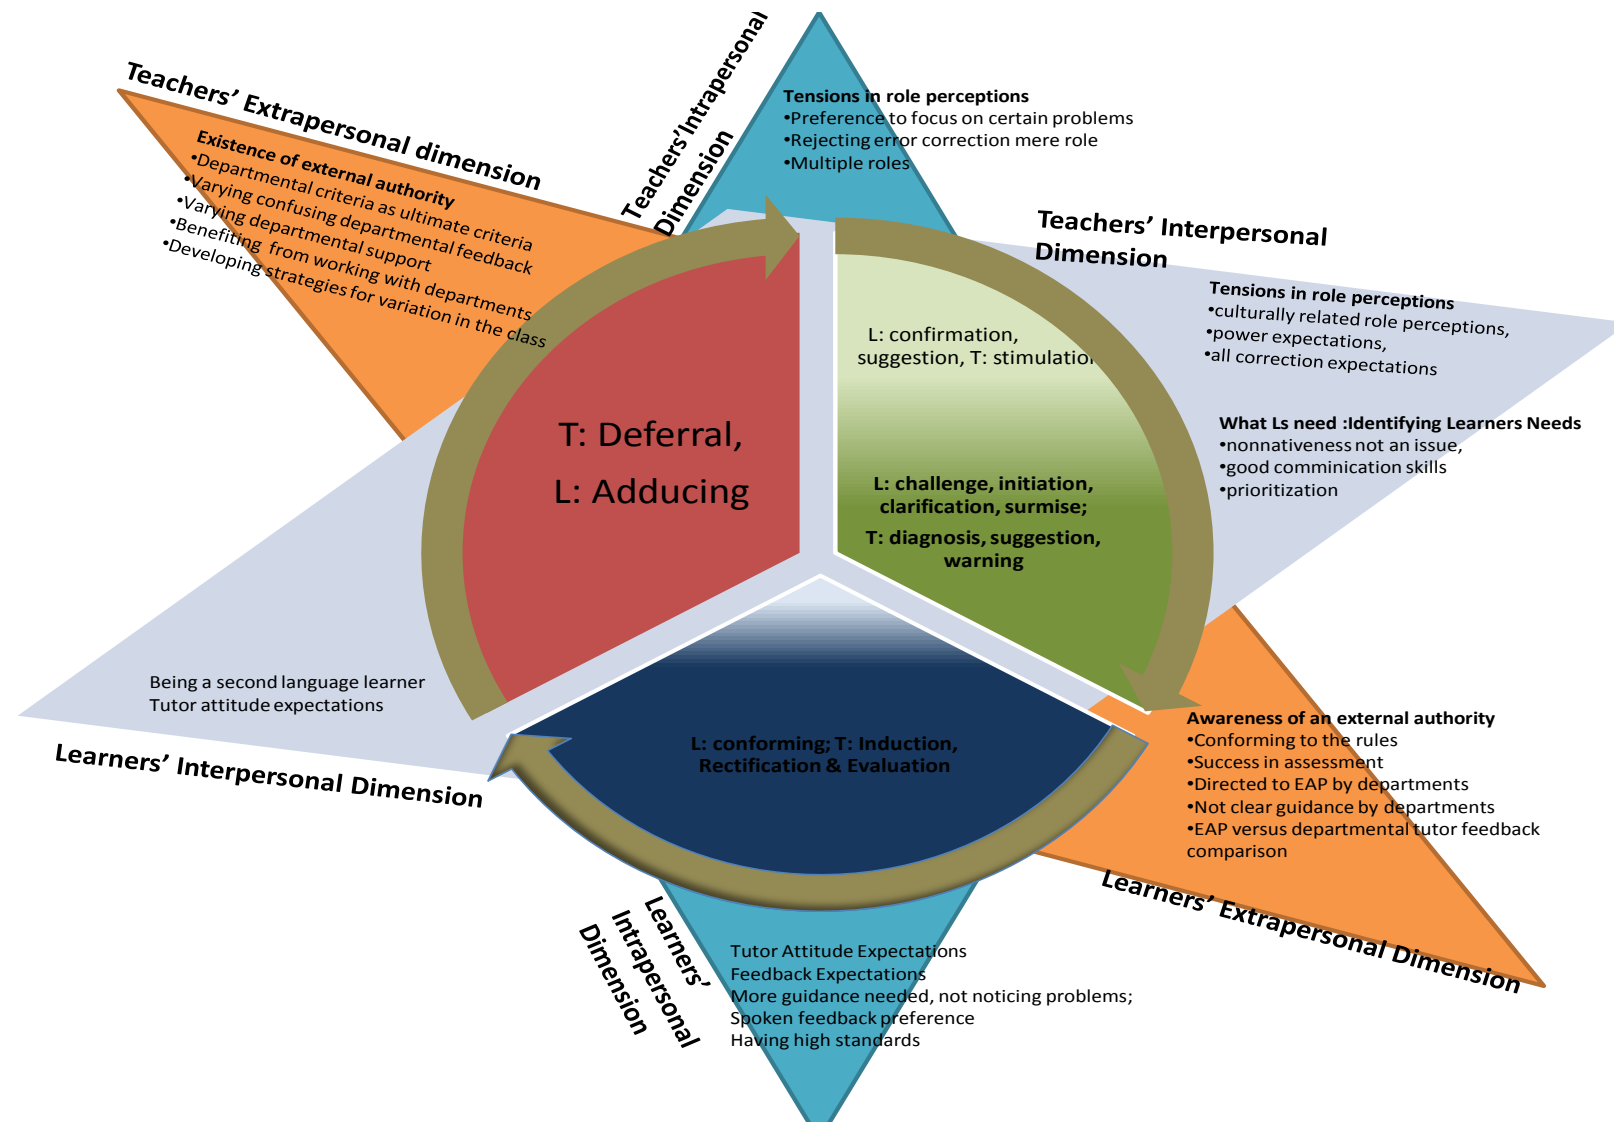 Teachers' Extrapersonal dimension
Existence of external authority
•Departmental criteria as ultimate criteria
•Varying confusing departmental feedback
•Varying departmental support
•Benefiting from working with departments
•Developing strategies for variation in the class
Teachers'Intrapersonal
Dimension
Tensions in role perceptions
•Preference to focus on certain problems
•Rejecting error correction mere role
•Multiple roles
Teachers' Interpersonal
Dimension
Tensions in role perceptions
•culturally related role perceptions,
•power expectations,
•all correction expectations
What Ls need :Identifying Learners Needs
•nonnativeness not an issue,
•good comminication skills
•prioritization
L: confirmation,
suggestion, T: stimulation
L: challenge, initiation,
clarification, surmise;
T: diagnosis, suggestion,
warning
T: Deferral,
L: Adducing
L: conforming; T: Induction,
Rectification & Evaluation
Being a second language learner
Tutor attitude expectations
Learners' Interpersonal Dimension
Awareness of an external authority
•Conforming to the rules
•Success in assessment
•Directed to EAP by departments
•Not clear guidance by departments
•EAP versus departmental tutor feedback
comparison
Learners' Extrapersonal Dimension
Learners'
Intrapersonal
Dimension
Tutor Attitude Expectations
Feedback Expectations
More guidance needed, not noticing problems;
Spoken feedback preference
Having high standards